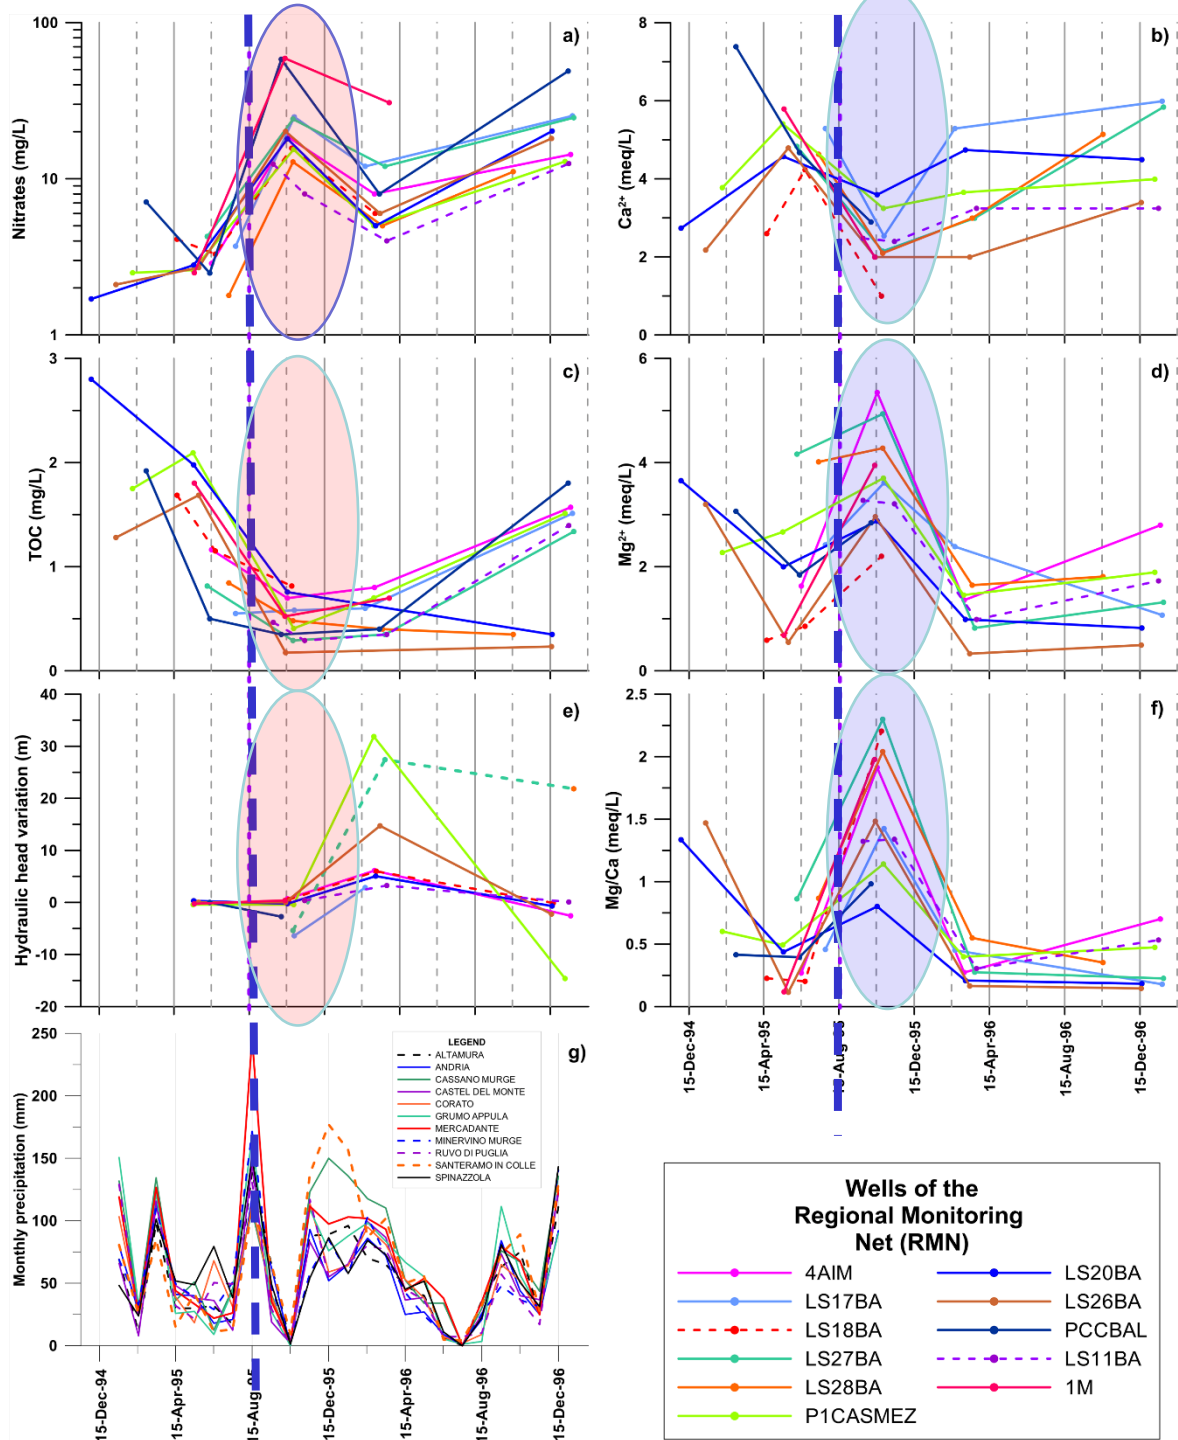 a)
Nitrates (mg/L)
100
10
1
b)
Ca²⁺ (meq/L)
8
6
4
2
0
c)
TOC (mg/L)
3
2
1
0
d)
Mg²⁺ (meq/L)
6
4
2
0
e)
Hydraulic head variation (m)
40
30
20
10
0
-10
-20
f)
Mg/Ca (meq/L)
2.5
2
1.5
1
0.5
0
15-Dec-94
15-Apr-95
15-Aug-95
15-Dec-95
15-Apr-96
15-Aug-96
15-Dec-96
g)
Monthly precipitation (mm)
250
200
150
100
50
0
15-Dec-94
15-Apr-95
15-Aug-95
15-Dec-95
15-Apr-96
15-Aug-96
15-Dec-96
LEGEND
ALTAMURA
ANDRIA
CASSANO MURGE
CASTEL DEL MONTE
CORATO
GRUMO APPULA
MERCADANTE
MINERVINO MURGE
RUVO DI PUGLIA
SANTERAMO IN COLLE
SPINAZZOLA
Wells of the
Regional Monitoring
Net (RMN)
4AIM
LS20BA
LS17BA
LS26BA
LS18BA
PCCBAL
LS27BA
LS11BA
LS28BA
1M
P1CASMEZ